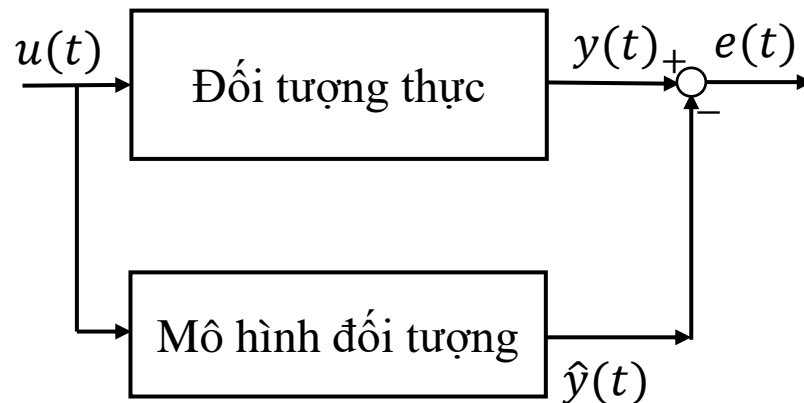 u(t)
Đối tượng thực
y(t)
+
e(t)
−
Mô hình đối tượng
ŷ(t)